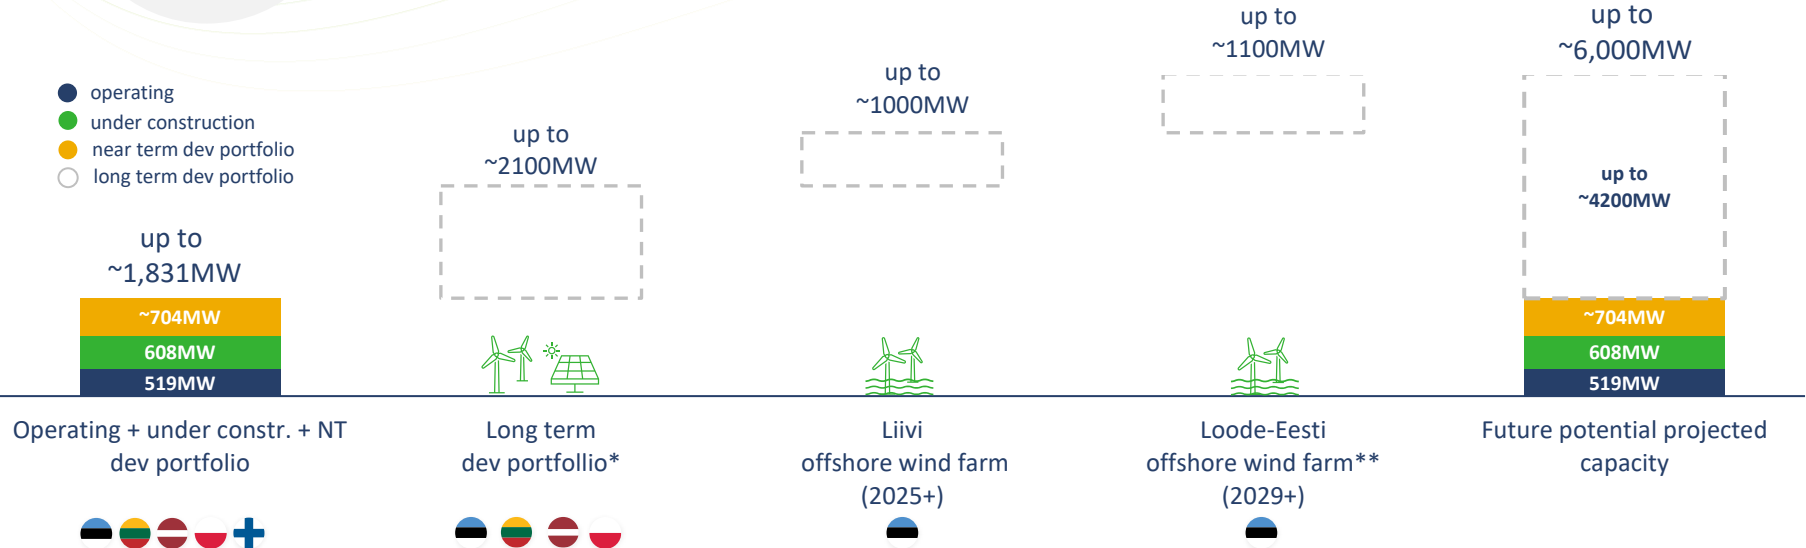 operating
under construction
near term dev portfolio
long term dev portfolio
up to
~1,831MW
~704MW
608MW
519MW
Operating + under constr. + NT
dev portfolio
up to
~2100MW
Long term
dev portfollio*
up to
~1000MW
Liivi
offshore wind farm
(2025+)
up to
~1100MW
Loode-Eesti
offshore wind farm**
(2029+)
up to
~6,000MW
up to
~4200MW
~704MW
608MW
519MW
Future potential projected
capacity